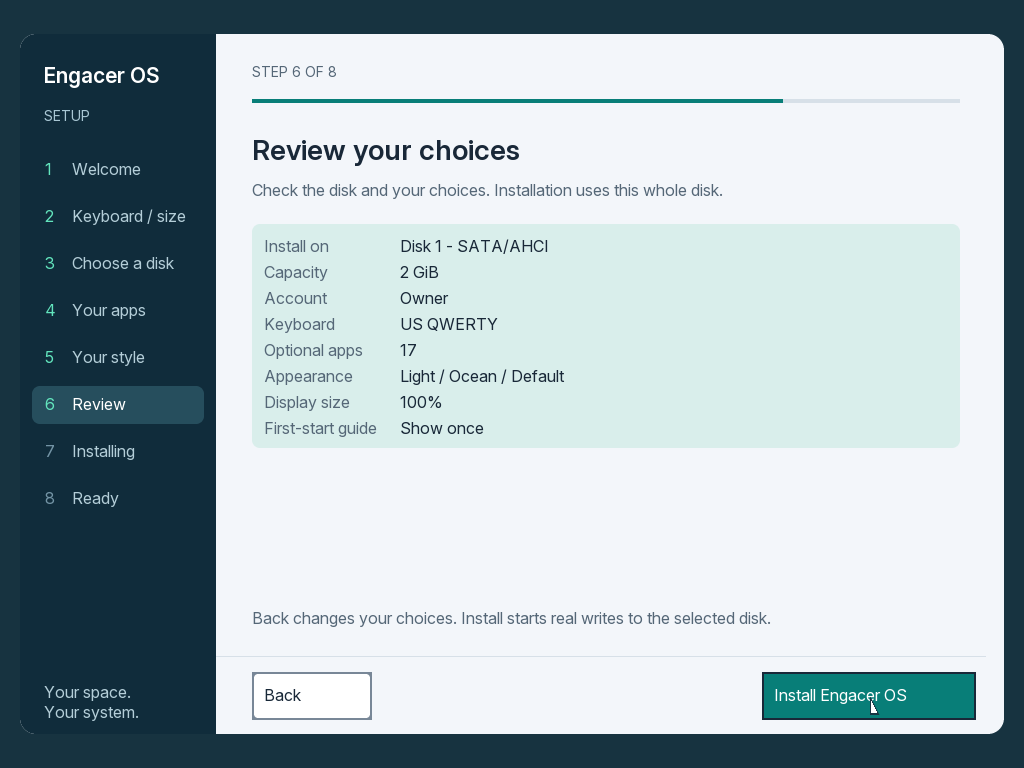 Engacer OS
SETUP
1 Welcome
2 Keyboard / size
3 Choose a disk
4 Your apps
5 Your style
6 Review
7 Installing
8 Ready
Your space.
Your system.
STEP 6 OF 8
Review your choices
Check the disk and your choices. Installation uses this whole disk.
Install on Disk 1 - SATA/AHCI
Capacity 2 GiB
Account Owner
Keyboard US QWERTY
Optional apps 17
Appearance Light / Ocean / Default
Display size 100%
First-start guide Show once
Back changes your choices. Install starts real writes to the selected disk.
Back
Install Engacer OS